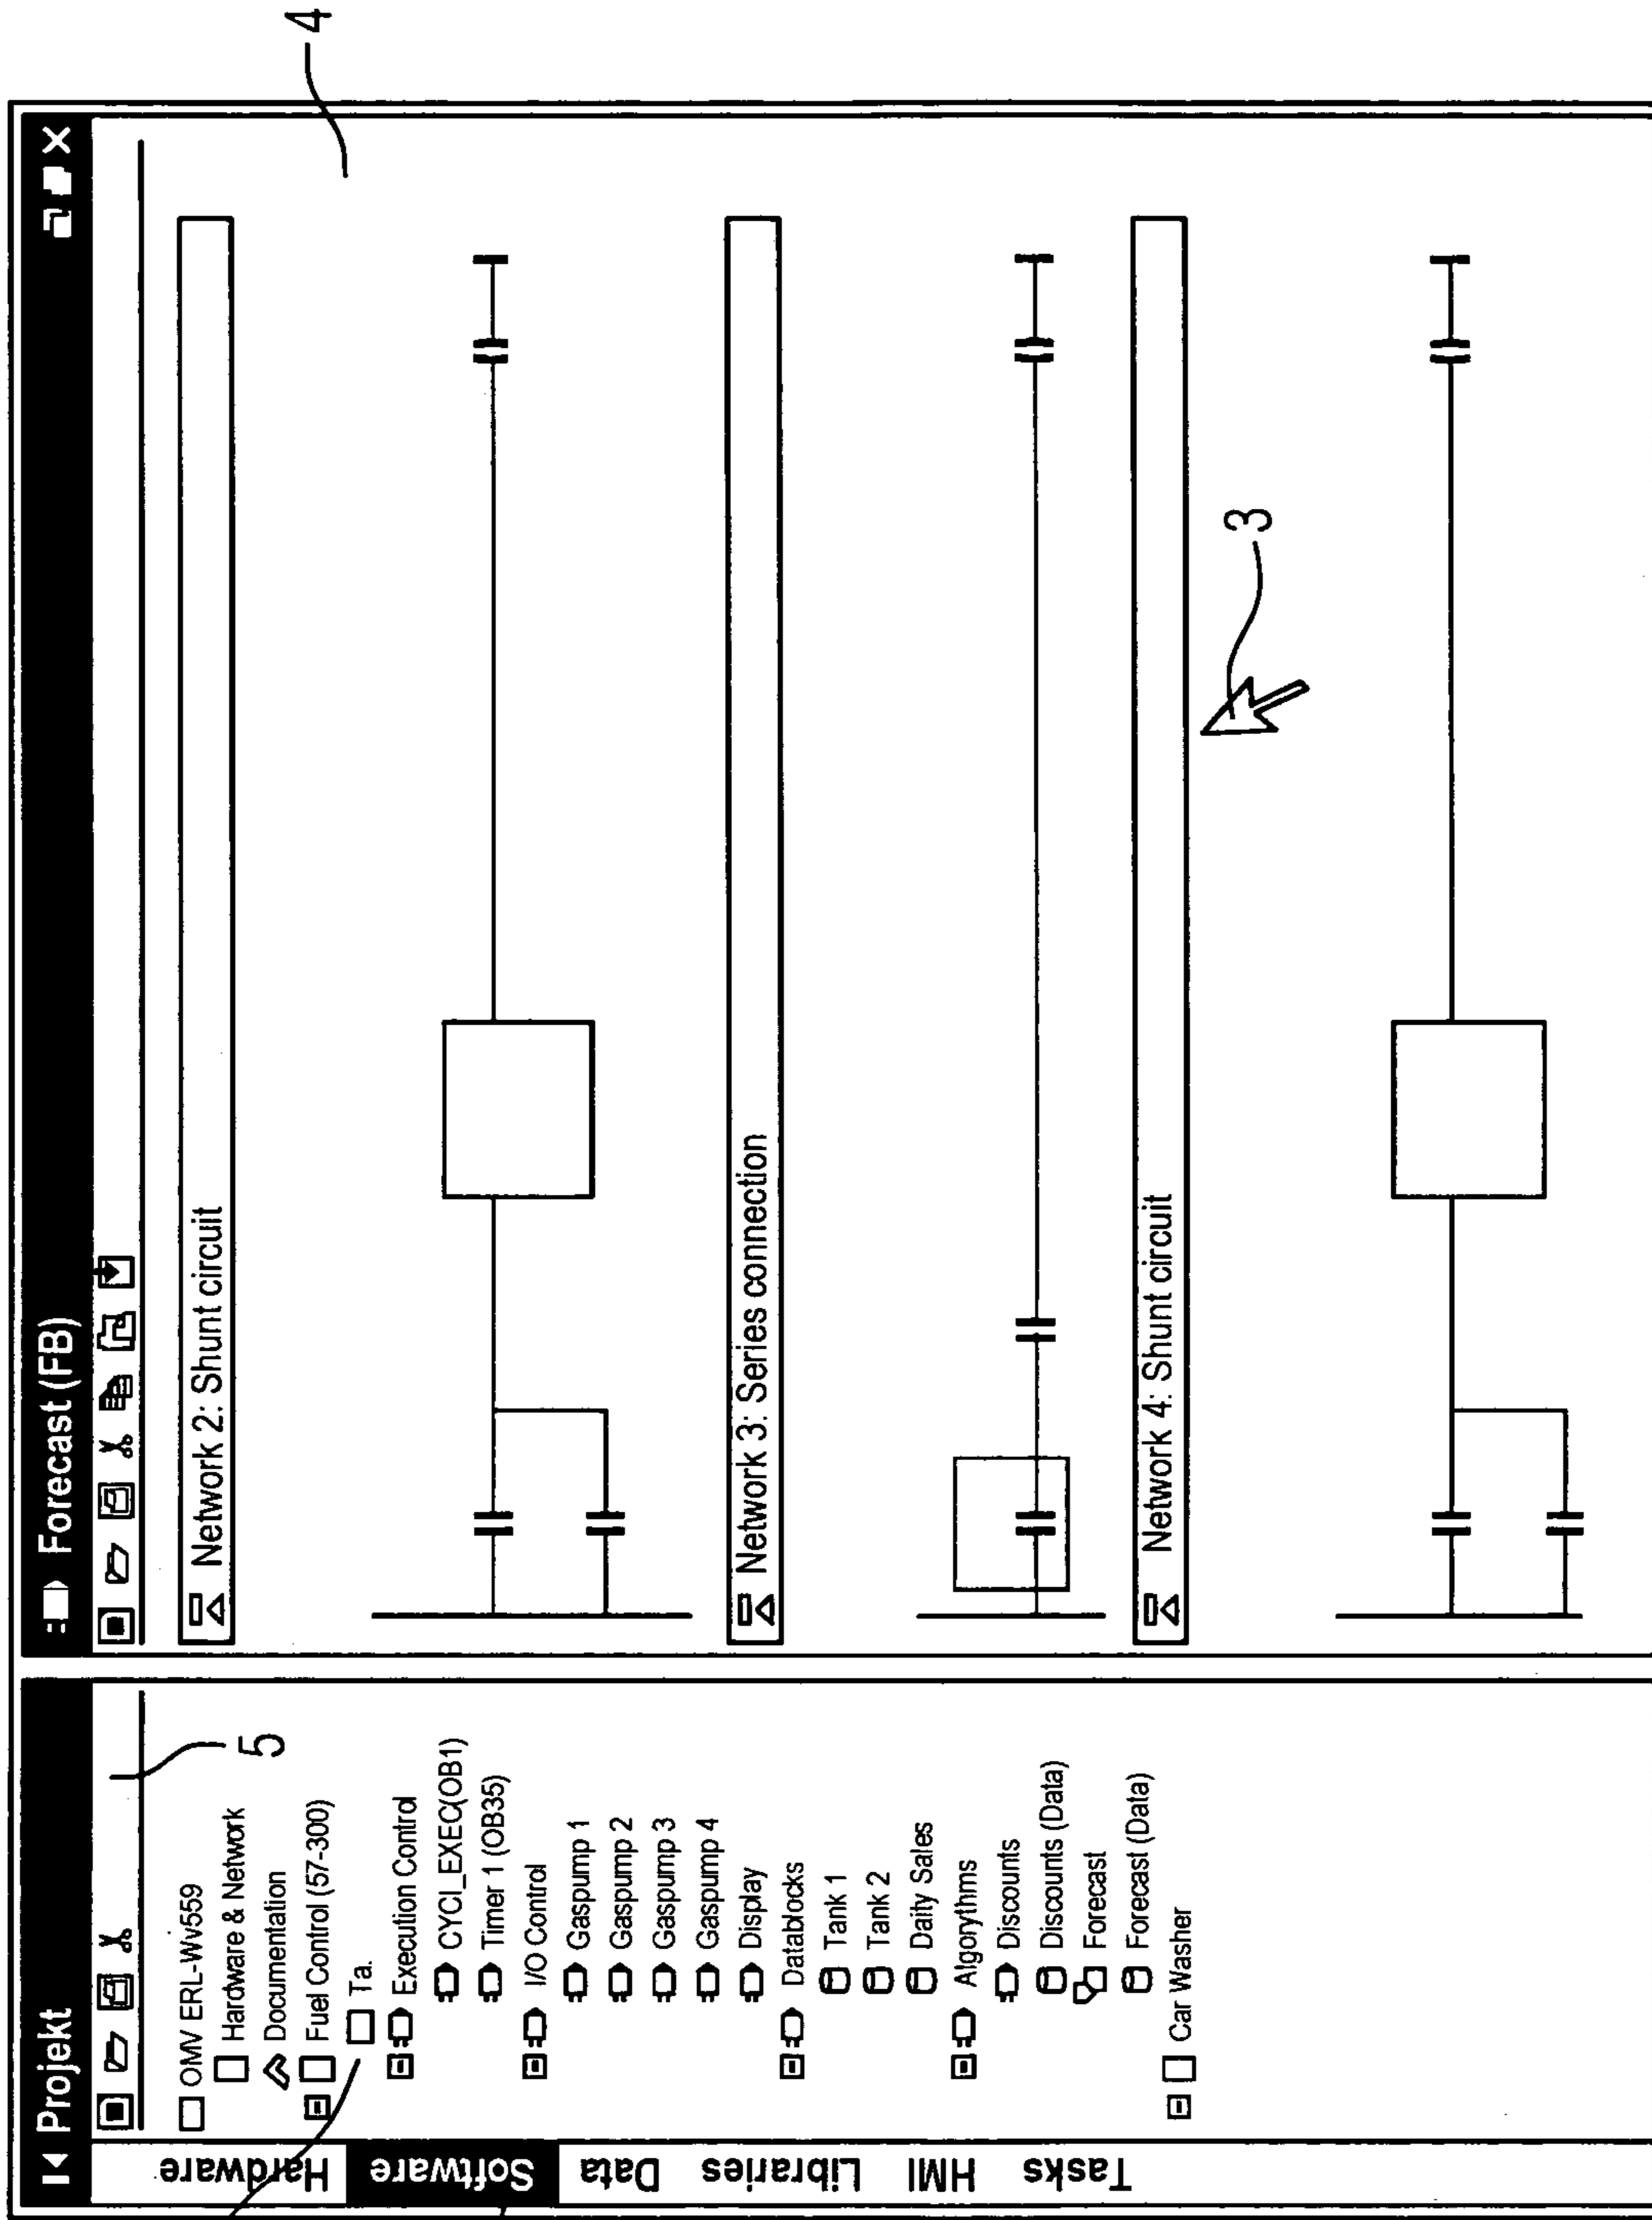 Projekt
Hardware
Software
Data
Libraries
HMI
Tasks
5
OMV ERL-Wv559
Hardware & Network
Documentation
Fuel Control (57-300)
Ta.
Execution Control
CYCI_EXEC(OB1)
Timer 1 (OB35)
I/O Control
Gaspump 1
Gaspump 2
Gaspump 3
Gaspump 4
Display
Datablocks
Tank 1
Tank 2
Daily Sales
Algorythms
Discounts
Discounts (Data)
Forecast
Forecast (Data)
Car Washer
Forecast (FB)
4
Network 2: Shunt circuit
Network 3: Series connection
3
Network 4: Shunt circuit